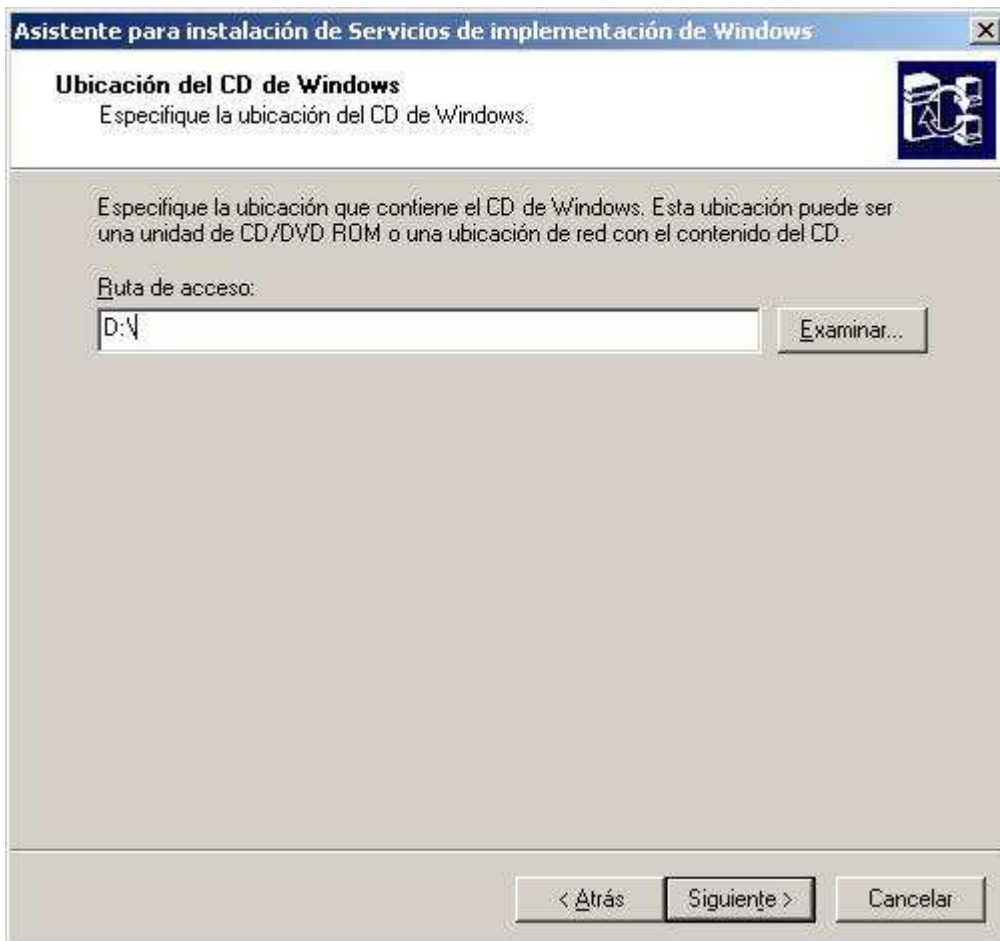 Asistente para instalación de Servicios de implementación de Windows
Ubicación del CD de Windows
Especifique la ubicación del CD de Windows.
Especifique la ubicación que contiene el CD de Windows. Esta ubicación puede ser
una unidad de CD/DVD ROM o una ubicación de red con el contenido del CD.
Ruta de acceso:
D:\
Examinar...
< Atrás
Siguiente >
Cancelar